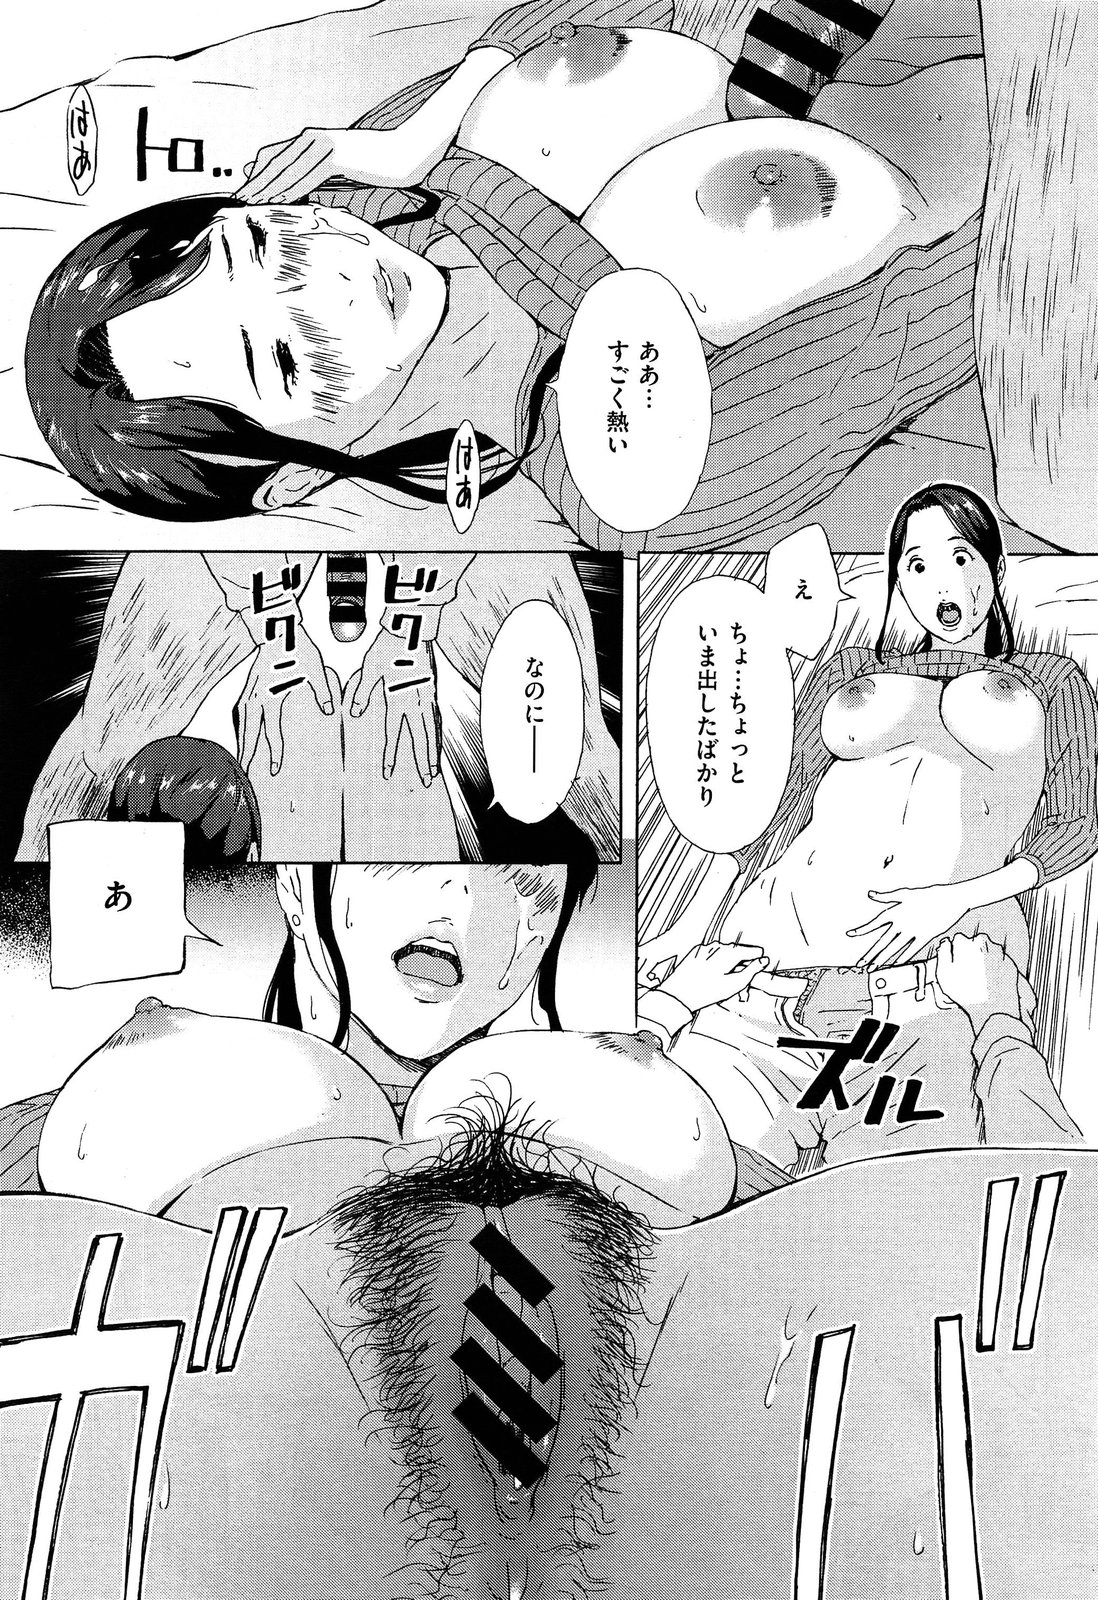 はぁ
トロ..
ああ…
すごく熱い
はあ
え
ちょ…ちょっと
いま出したばかり
ズル
なのに──
ビクン
ビクン
あ
ガバ